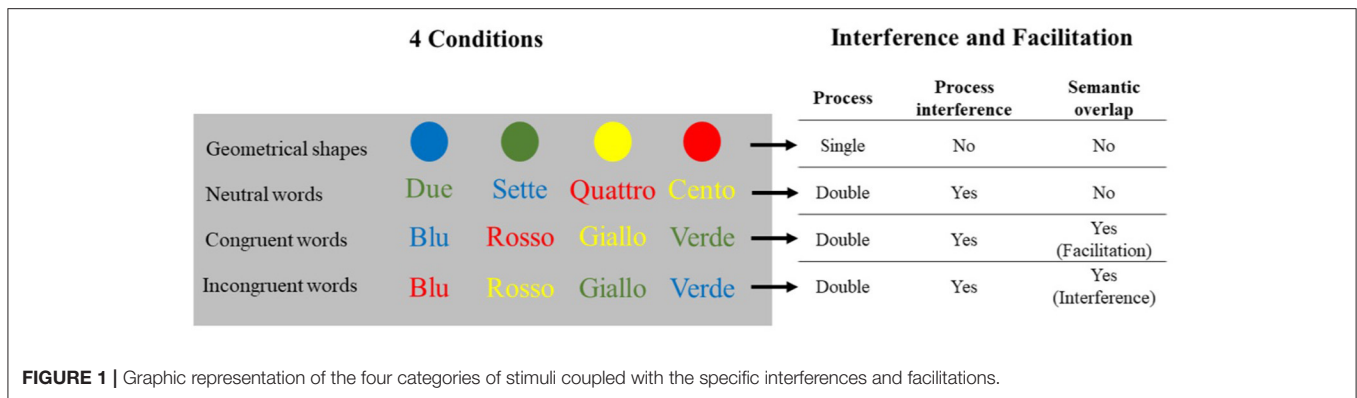 4 Conditions Interference and Facilitation
Process Process interference Semantic overlap
Geometrical shapes Single No No
Neutral words Due Sette Quattro Cento Double Yes No
Congruent words Blu Rosso Giallo Verde Double Yes Yes (Facilitation)
Incongruent words Blu Rosso Giallo Verde Double Yes Yes (Interference)
FIGURE 1 | Graphic representation of the four categories of stimuli coupled with the specific interferences and facilitations.